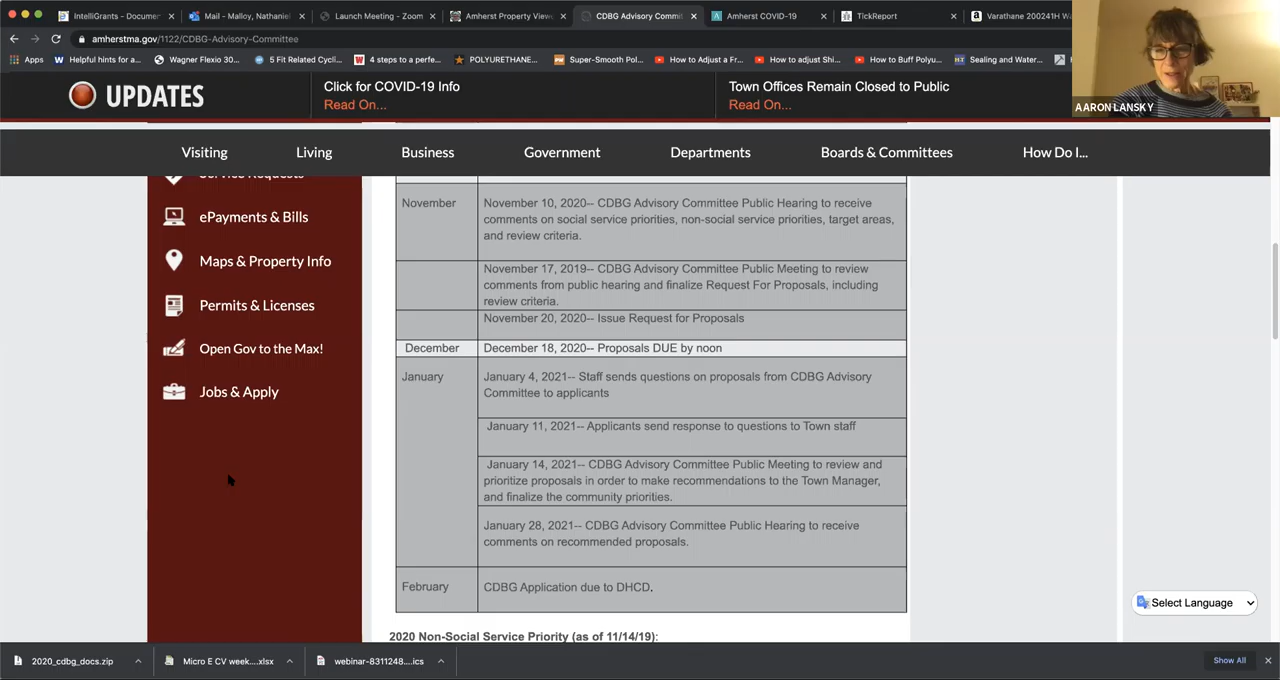 IntelliGrants - Documen
Mail - Malloy, Nathaniel
Launch Meeting - Zoom
Amherst Property View
CDBG Advisory Commit
Amherst COVID-19
TickReport
Varathane 200241H Wa
amherstma.gov/1122/CDBG-Advisory-Committee
Apps
Helpful hints for a...
Wagner Flexio 30...
5 Fit Related Cycli...
4 steps to a perfe...
POLYURETHANE...
Super-Smooth Pol...
How to Adjust a Fr...
How to adjust Shi...
How to Buff Polyu...
Sealing and Water...
UPDATES
Click for COVID-19 Info
Read On...
Town Offices Remain Closed to Public
Read On...
AARON LANSKY
Visiting
Living
Business
Government
Departments
Boards & Committees
How Do I...
Service Requests
ePayments & Bills
Maps & Property Info
Permits & Licenses
Open Gov to the Max!
Jobs & Apply
November
November 10, 2020-- CDBG Advisory Committee Public Hearing to receive
comments on social service priorities, non-social service priorities, target areas,
and review criteria.
November 17, 2019-- CDBG Advisory Committee Public Meeting to review
comments from public hearing and finalize Request For Proposals, including
review criteria.
November 20, 2020-- Issue Request for Proposals
December
December 18, 2020-- Proposals DUE by noon
January
January 4, 2021-- Staff sends questions on proposals from CDBG Advisory
Committee to applicants
January 11, 2021-- Applicants send response to questions to Town staff
January 14, 2021-- CDBG Advisory Committee Public Meeting to review and
prioritize proposals in order to make recommendations to the Town Manager,
and finalize the community priorities.
January 28, 2021-- CDBG Advisory Committee Public Hearing to receive
comments on recommended proposals.
February
CDBG Application due to DHCD.
2020 Non-Social Service Priority (as of 11/14/19):
Select Language
2020_cdbg_docs.zip
Micro E CV week....xlsx
webinar-8311248....ics
Show All